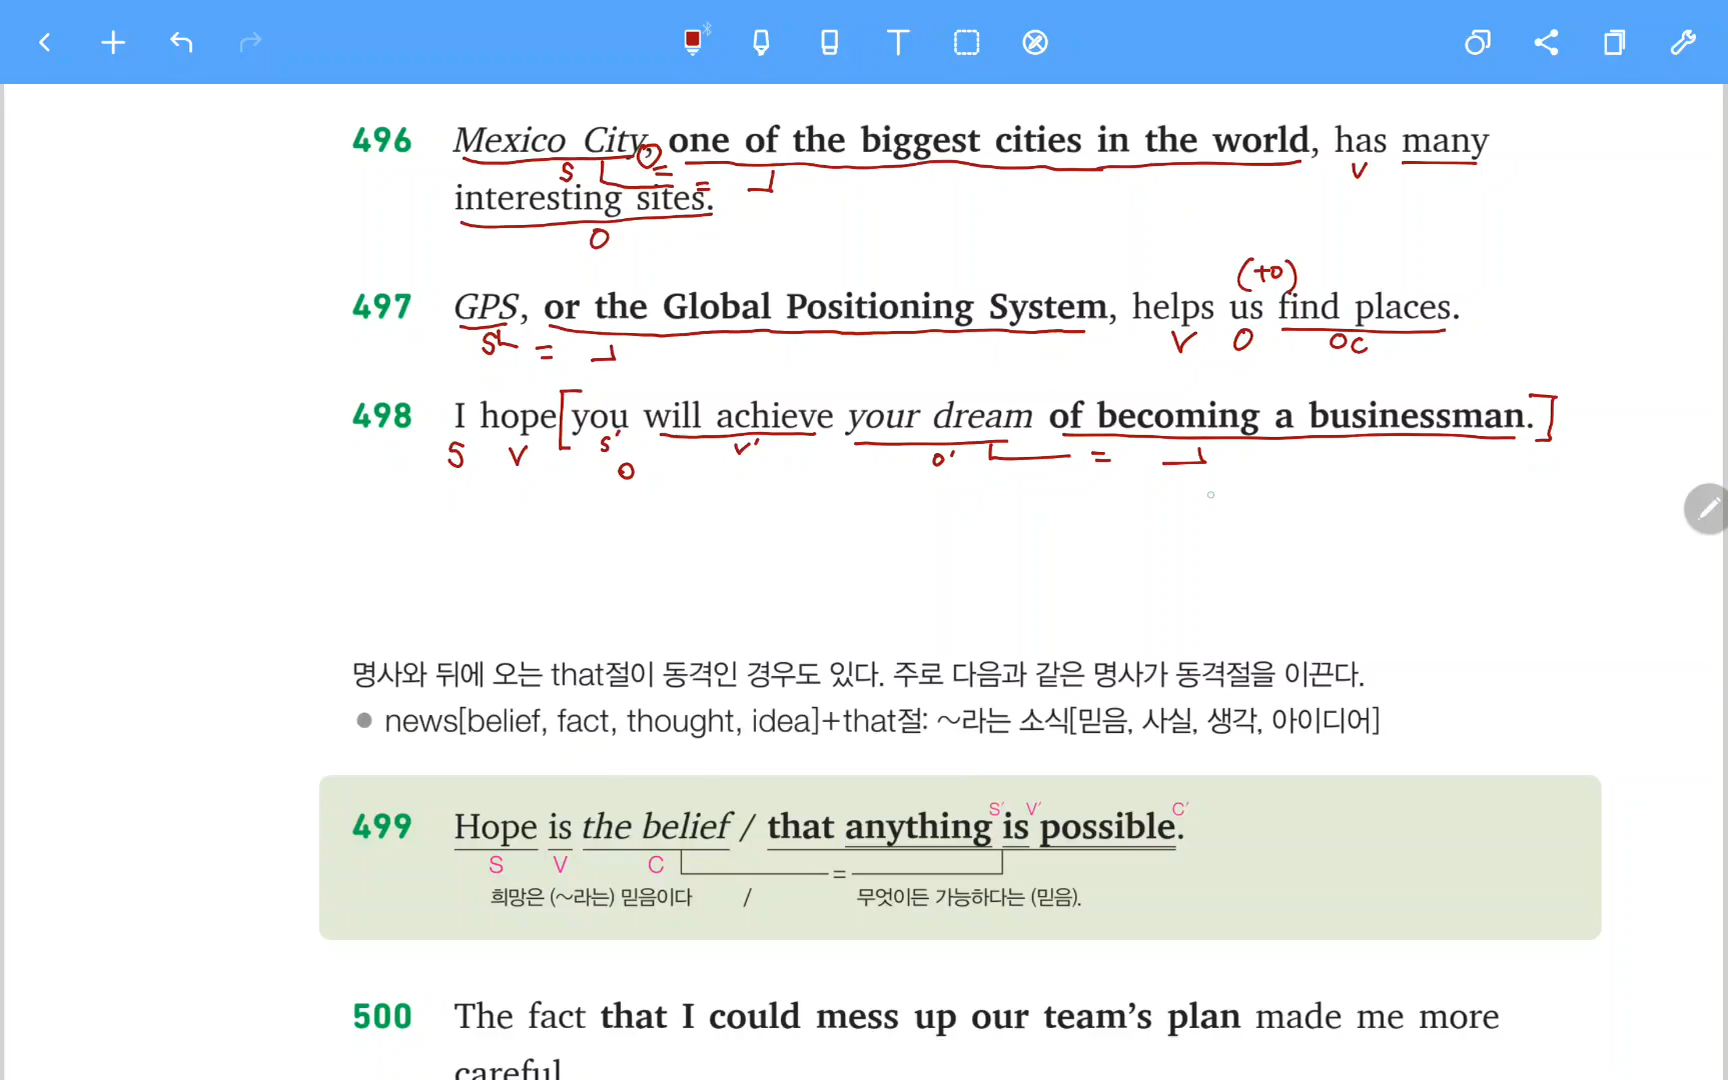 496 Mexico City, one of the biggest cities in the world, has many
S = = V
interesting sites.
O
(to)
497 GPS, or the Global Positioning System, helps us find places.
S = V O OC
498 I hope [you will achieve your dream of becoming a businessman.]
S V S' V' O' =
O
명사와 뒤에 오는 that절이 동격인 경우도 있다. 주로 다음과 같은 명사가 동격절을 이끈다.
● news[belief, fact, thought, idea]+that절: ~라는 소식[믿음, 사실, 생각, 아이디어]
S' V' C'
499 Hope is the belief / that anything is possible.
S V C =
희망은 (~라는) 믿음이다 / 무엇이든 가능하다는 (믿음).
500 The fact that I could mess up our team's plan made me more
careful